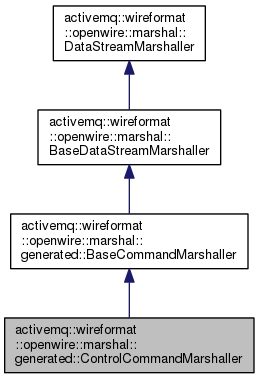 activemq::wireformat
::openwire::marshal::
DataStreamMarshaller
activemq::wireformat
::openwire::marshal::
BaseDataStreamMarshaller
activemq::wireformat
::openwire::marshal::
generated::BaseCommandMarshaller
activemq::wireformat
::openwire::marshal::
generated::ControlCommandMarshaller